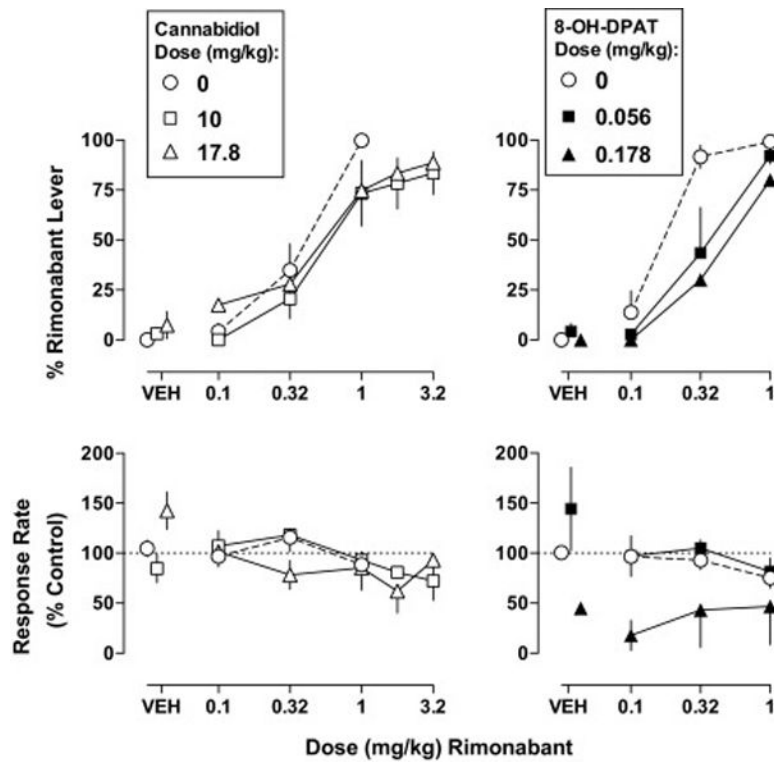 Cannabidiol
Dose (mg/kg):
0
10
17.8
8-OH-DPAT
Dose (mg/kg):
0
0.056
0.178
% Rimonabant Lever
100
75
50
25
0
VEH 0.1 0.32 1 3.2
100
75
50
25
0
VEH 0.1 0.32 1
Response Rate
(% Control)
200
150
100
50
0
VEH 0.1 0.32 1 3.2
200
150
100
50
0
VEH 0.1 0.32 1
Dose (mg/kg) Rimonabant